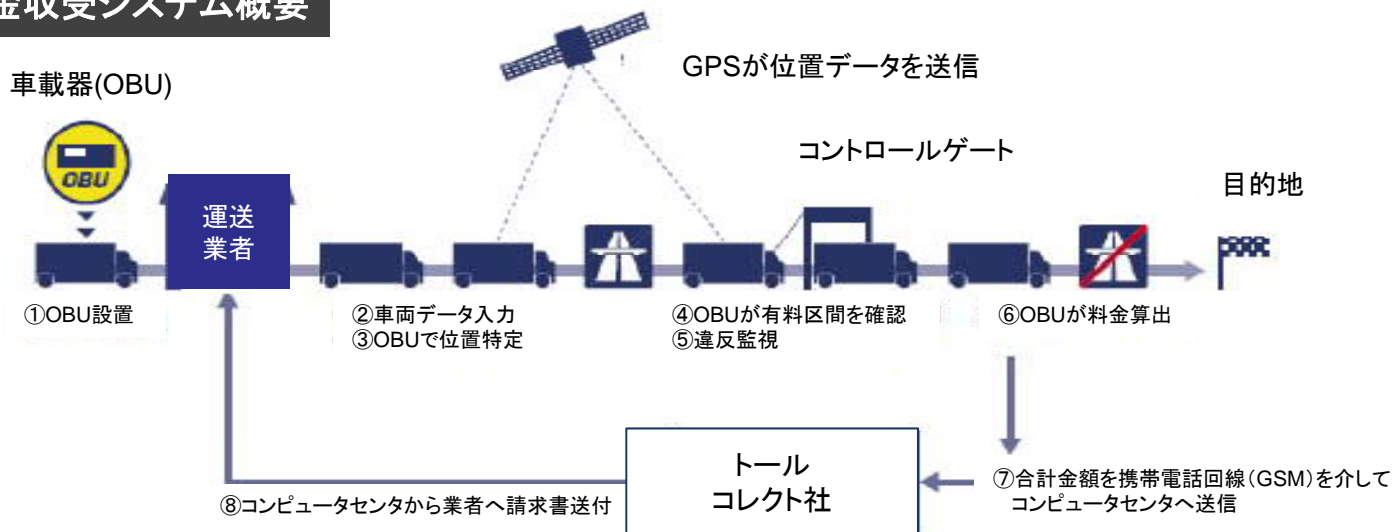 金収受システム概要
車載器(OBU)
GPSが位置データを送信
コントロールゲート
目的地
OBU
運送
業者
①OBU設置
②車両データ入力
③OBUで位置特定
④OBUが有料区間を確認
⑤違反監視
⑥OBUが料金算出
⑦合計金額を携帯電話回線(GSM)を介して
コンピュータセンタへ送信
トール
コレクト社
⑧コンピュータセンタから業者へ請求書送付